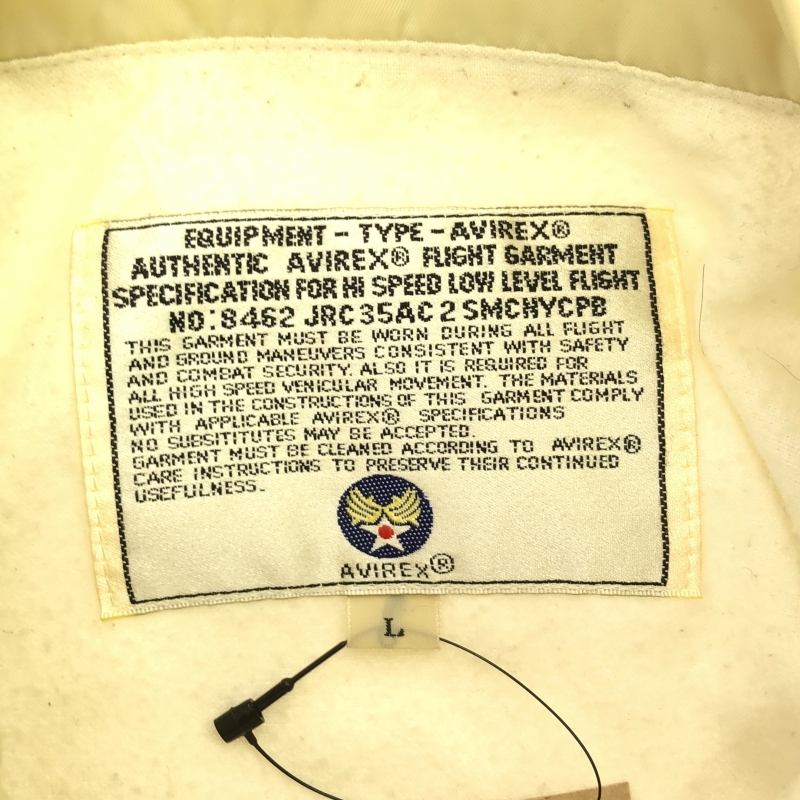 EQUIPMENT - TYPE - AVIREX®
AUTHENTIC AVIREX® FLIGHT GARMENT
SPECIFICATION FOR HI SPEED LOW LEVEL FLIGHT
NO:8462 JRC35AC2 SMCHYCPB
THIS GARMENT MUST BE WORN DURING ALL FLIGHT
AND GROUND MANEUVERS CONSISTENT WITH SAFETY
AND COMBAT SECURITY. ALSO IT IS REQUIRED FOR
ALL HIGH SPEED VENICULAR MOVEMENT. THE MATERIALS
USED IN THE CONSTRUCTIONS OF THIS GARMENT COMPLY
WITH APPLICABLE AVIREX® SPECIFICATIONS
NO SUBSITITUTES MAY BE ACCEPTED.
GARMENT MUST BE CLEANED ACCORDING TO AVIREX®
CARE INSTRUCTIONS TO PRESERVE THEIR CONTINUED
USEFULNESS.
AVIREX®
L